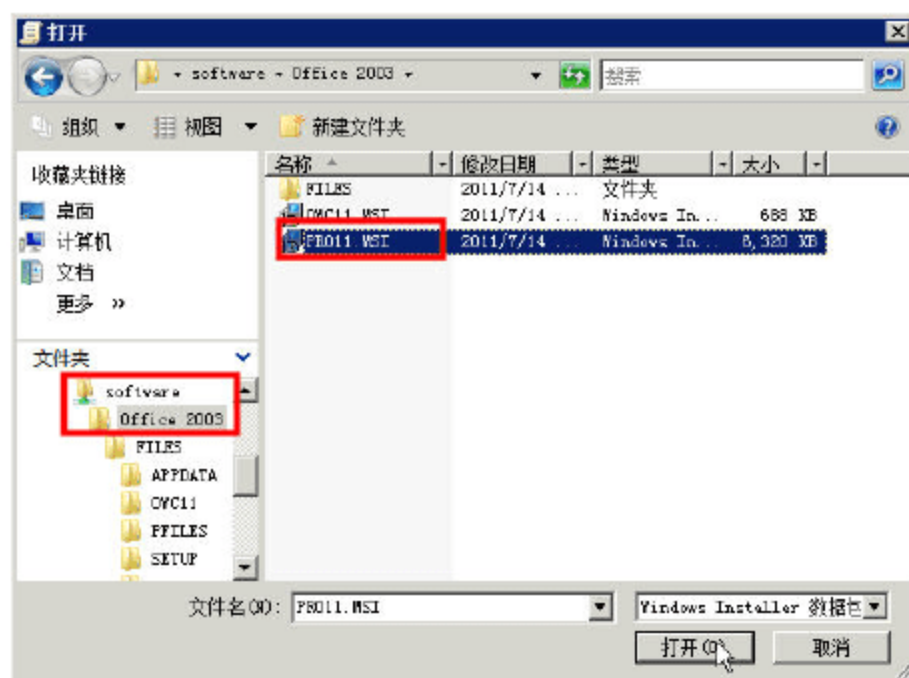 打开
software Office 2003 搜索
组织 视图 新建文件夹
收藏夹链接
桌面
计算机
文档
更多 »
文件夹
software
Office 2003
FILES
APPDATA
OWC11
PFILES
SETUP
名称 修改日期 类型 大小
FILES 2011/7/14 ... 文件夹
OWC11.MSI 2011/7/14 ... Windows In... 688 KB
PRO11.MSI 2011/7/14 ... Windows In... 8,320 KB
文件名(N): PRO11.MSI Windows Installer 数据包
打开(O) 取消